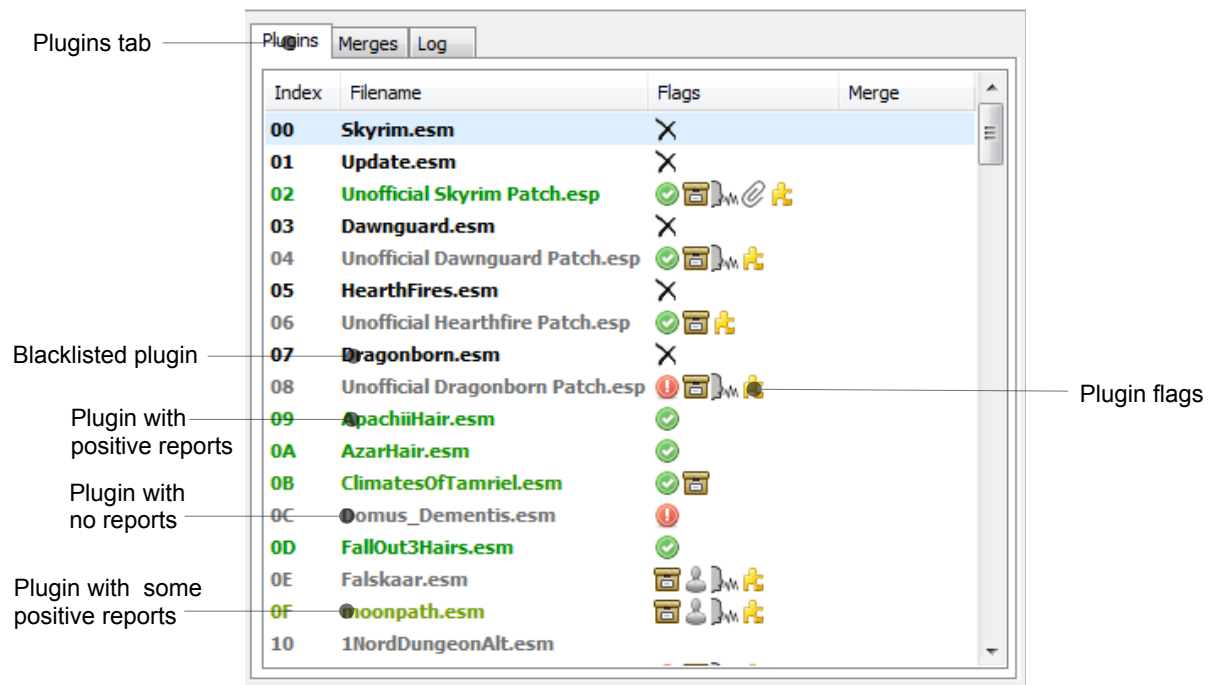 Plugins tab
Plugins Merges Log
Index Filename Flags Merge
00 Skyrim.esm
01 Update.esm
02 Unofficial Skyrim Patch.esp
03 Dawnguard.esm
04 Unofficial Dawnguard Patch.esp
05 HearthFires.esm
06 Unofficial Hearthfire Patch.esp
Blacklisted plugin
07 Dragonborn.esm
08 Unofficial Dragonborn Patch.esp
Plugin flags
Plugin with
positive reports
09 ApachiiHair.esm
0A AzarHair.esm
0B ClimatesOfTamriel.esm
Plugin with
no reports
0C Domus_Dementis.esm
0D FallOut3Hairs.esm
0E Falskaar.esm
Plugin with some
positive reports
0F moonpath.esm
10 1NordDungeonAlt.esm